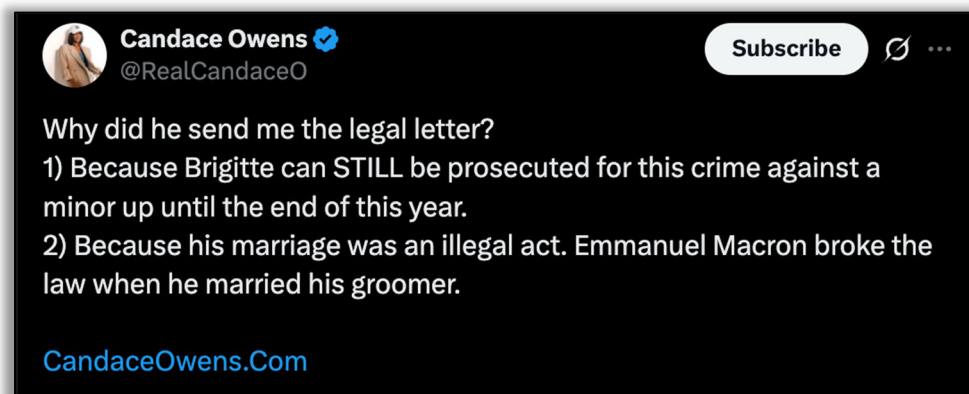 Candace Owens
@RealCandaceO
Subscribe
Why did he send me the legal letter?
1) Because Brigitte can STILL be prosecuted for this crime against a
minor up until the end of this year.
2) Because his marriage was an illegal act. Emmanuel Macron broke the
law when he married his groomer.
CandaceOwens.Com